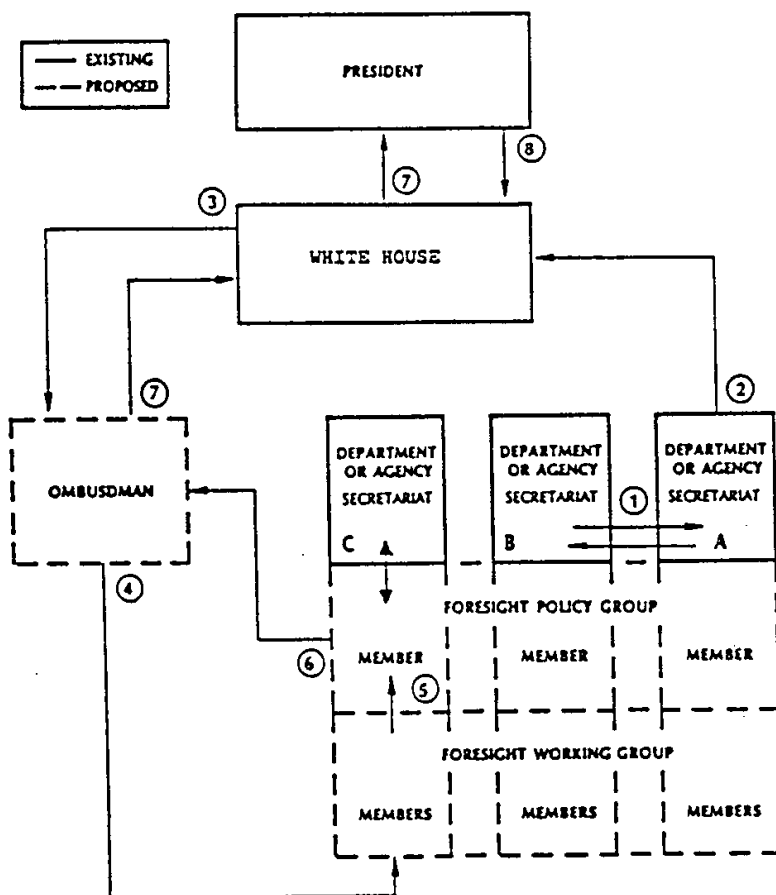 EXISTING
PROPOSED
PRESIDENT
8
7
3
WHITE HOUSE
7
2
OMBUSDMAN
DEPARTMENT
OR AGENCY
SECRETARIAT
C
DEPARTMENT
OR AGENCY
SECRETARIAT
B
DEPARTMENT
OR AGENCY
SECRETARIAT
A
1
4
FORESIGHT POLICY GROUP
6
MEMBER
MEMBER
MEMBER
5
FORESIGHT WORKING GROUP
MEMBERS
MEMBERS
MEMBERS